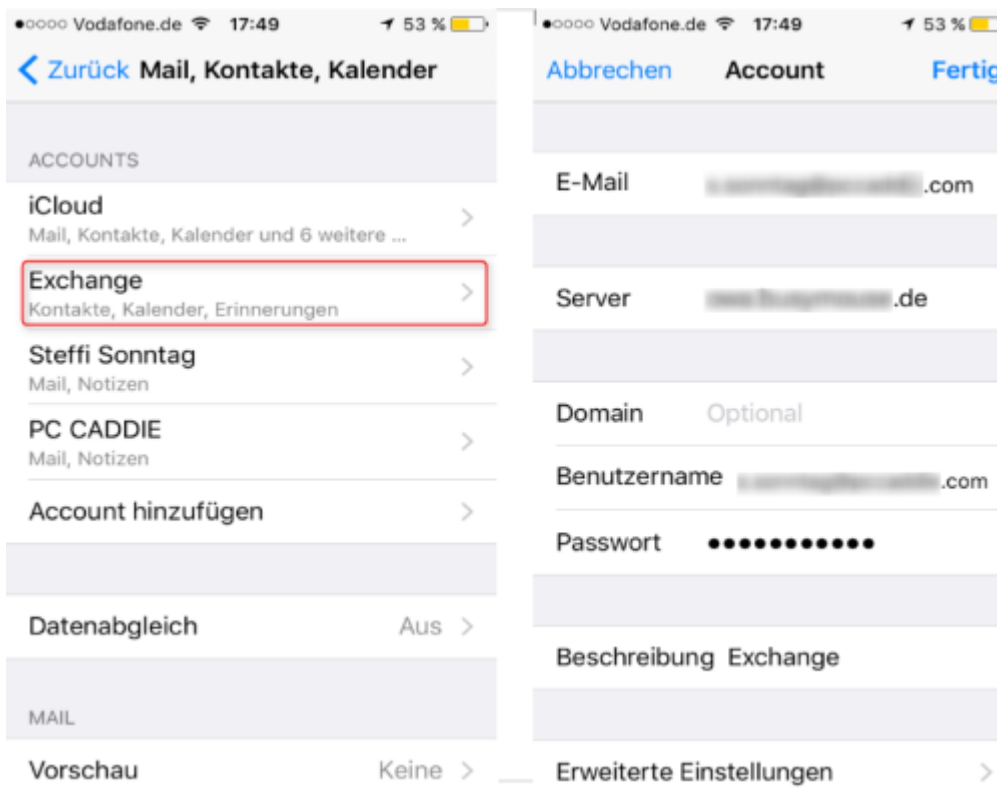 Vodafone.de 17:49 53 %
Zurück Mail, Kontakte, Kalender
ACCOUNTS
iCloud
Mail, Kontakte, Kalender und 6 weitere ...
Exchange
Kontakte, Kalender, Erinnerungen
Steffi Sonntag
Mail, Notizen
PC CADDIE
Mail, Notizen
Account hinzufügen
Datenabgleich Aus
MAIL
Vorschau Keine
Vodafone.de 17:49 53 %
Abbrechen Account Fertig
E-Mail .com
Server .de
Domain Optional
Benutzername .com
Passwort ●●●●●●●●●●●
Beschreibung Exchange
Erweiterte Einstellungen